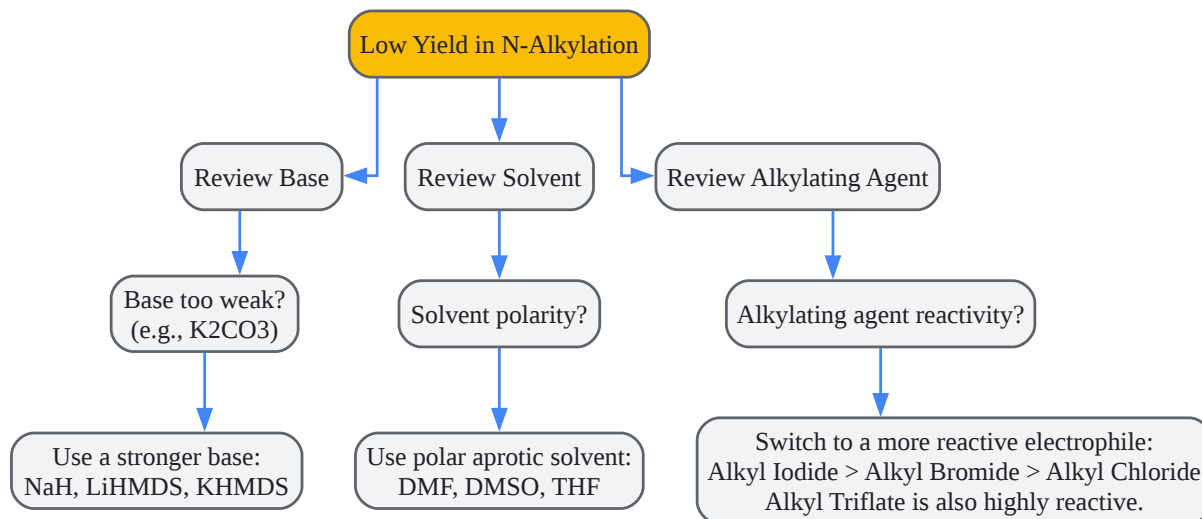 Low Yield in N-Alkylation
Review Base
Review Solvent
Review Alkylating Agent
Base too weak?
(e.g., K2CO3)
Solvent polarity?
Alkylating agent reactivity?
Use a stronger base:
NaH, LiHMDS, KHMDS
Use polar aprotic solvent:
DMF, DMSO, THF
Switch to a more reactive electrophile:
Alkyl Iodide > Alkyl Bromide > Alkyl Chloride
Alkyl Triflate is also highly reactive.